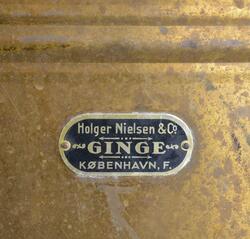 Holger Nielsen & Co.
GINGE
KØBENHAVN, F.